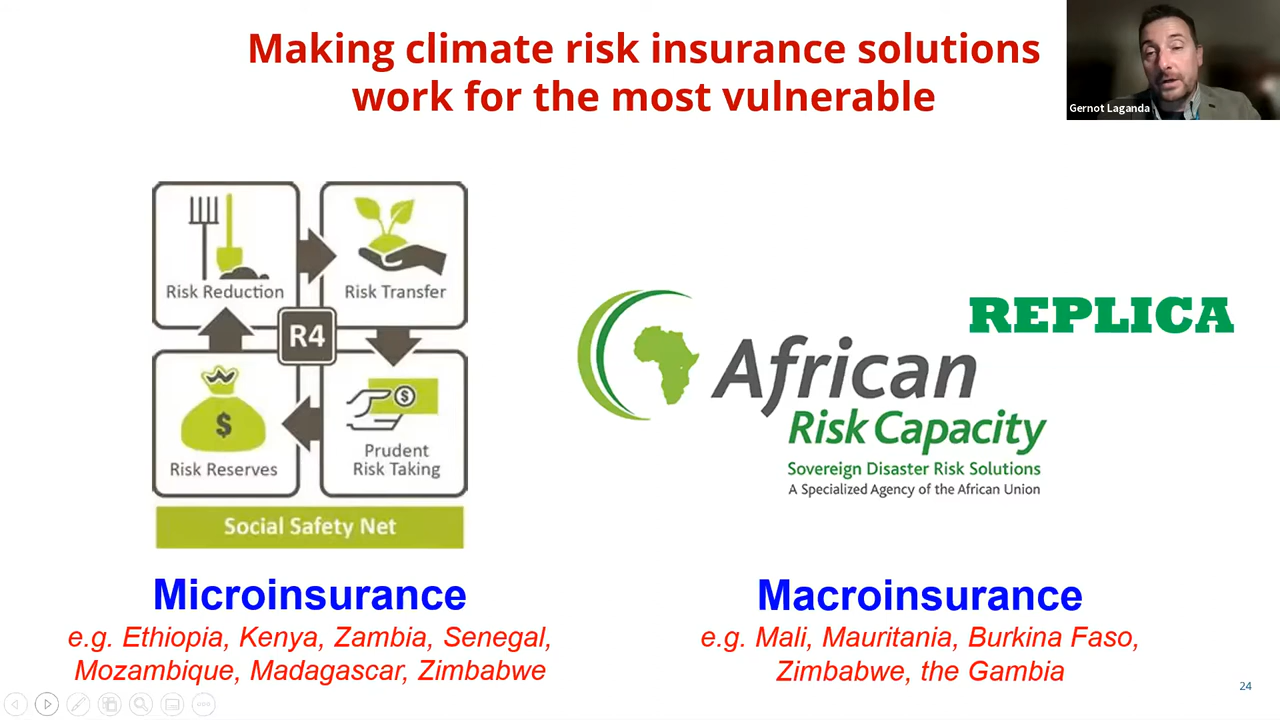 Making climate risk insurance solutions
work for the most vulnerable
Gernot Laganda
Risk Reduction
Risk Transfer
R4
$
Risk Reserves
$
Prudent
Risk Taking
Social Safety Net
REPLICA
African
Risk Capacity
Sovereign Disaster Risk Solutions
A Specialized Agency of the African Union
Microinsurance
e.g. Ethiopia, Kenya, Zambia, Senegal,
Mozambique, Madagascar, Zimbabwe
Macroinsurance
e.g. Mali, Mauritania, Burkina Faso,
Zimbabwe, the Gambia
24